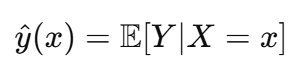 ŷ(x) = 𝔼[Y|X = x]